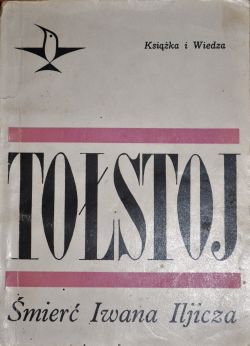 Książka i Wiedza
TOŁSTOJ
Śmierć Iwana Iljicza